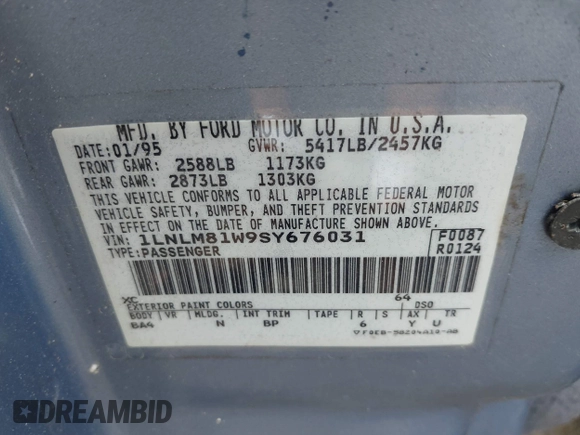 MFD. BY FORD MOTOR CO. IN U.S.A.
DATE: 01/95 GVWR: 5417LB/2457KG
FRONT GAWR: 2588LB 1173KG
REAR GAWR: 2873LB 1303KG
THIS VEHICLE CONFORMS TO ALL APPLICABLE FEDERAL MOTOR
VEHICLE SAFETY, BUMPER, AND THEFT PREVENTION STANDARDS
IN EFFECT ON THE DATE OF MANUFACTURE SHOWN ABOVE.
VIN: 1LNLM81W9SY676031 F0087
TYPE: PASSENGER R0124
XC 64
EXTERIOR PAINT COLORS DSO
BODY VR MLDG. INT TRIM TAPE R S AX TR
BA4 N BP 6 Y U
DREAMBID